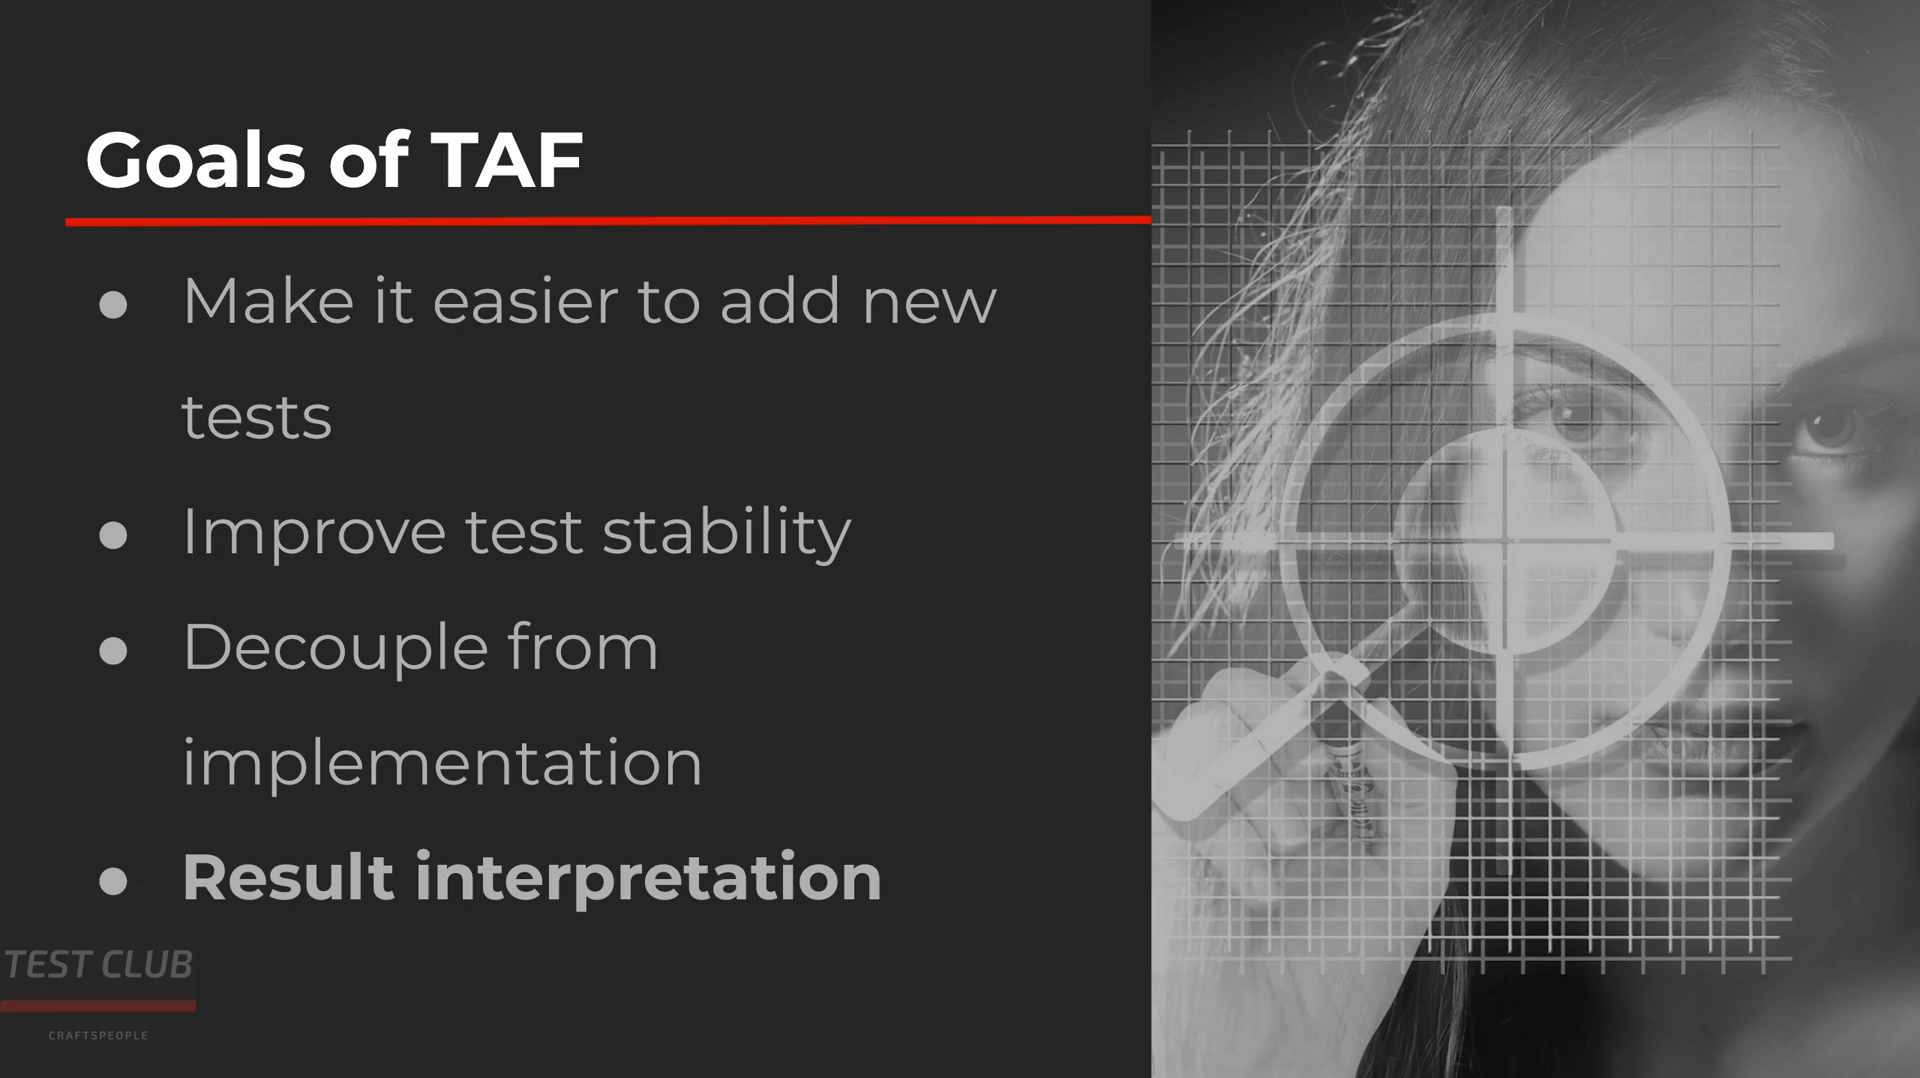 Goals of TAF
● Make it easier to add new
tests
● Improve test stability
● Decouple from
implementation
● Result interpretation
TEST CLUB
CRAFTSPEOPLE